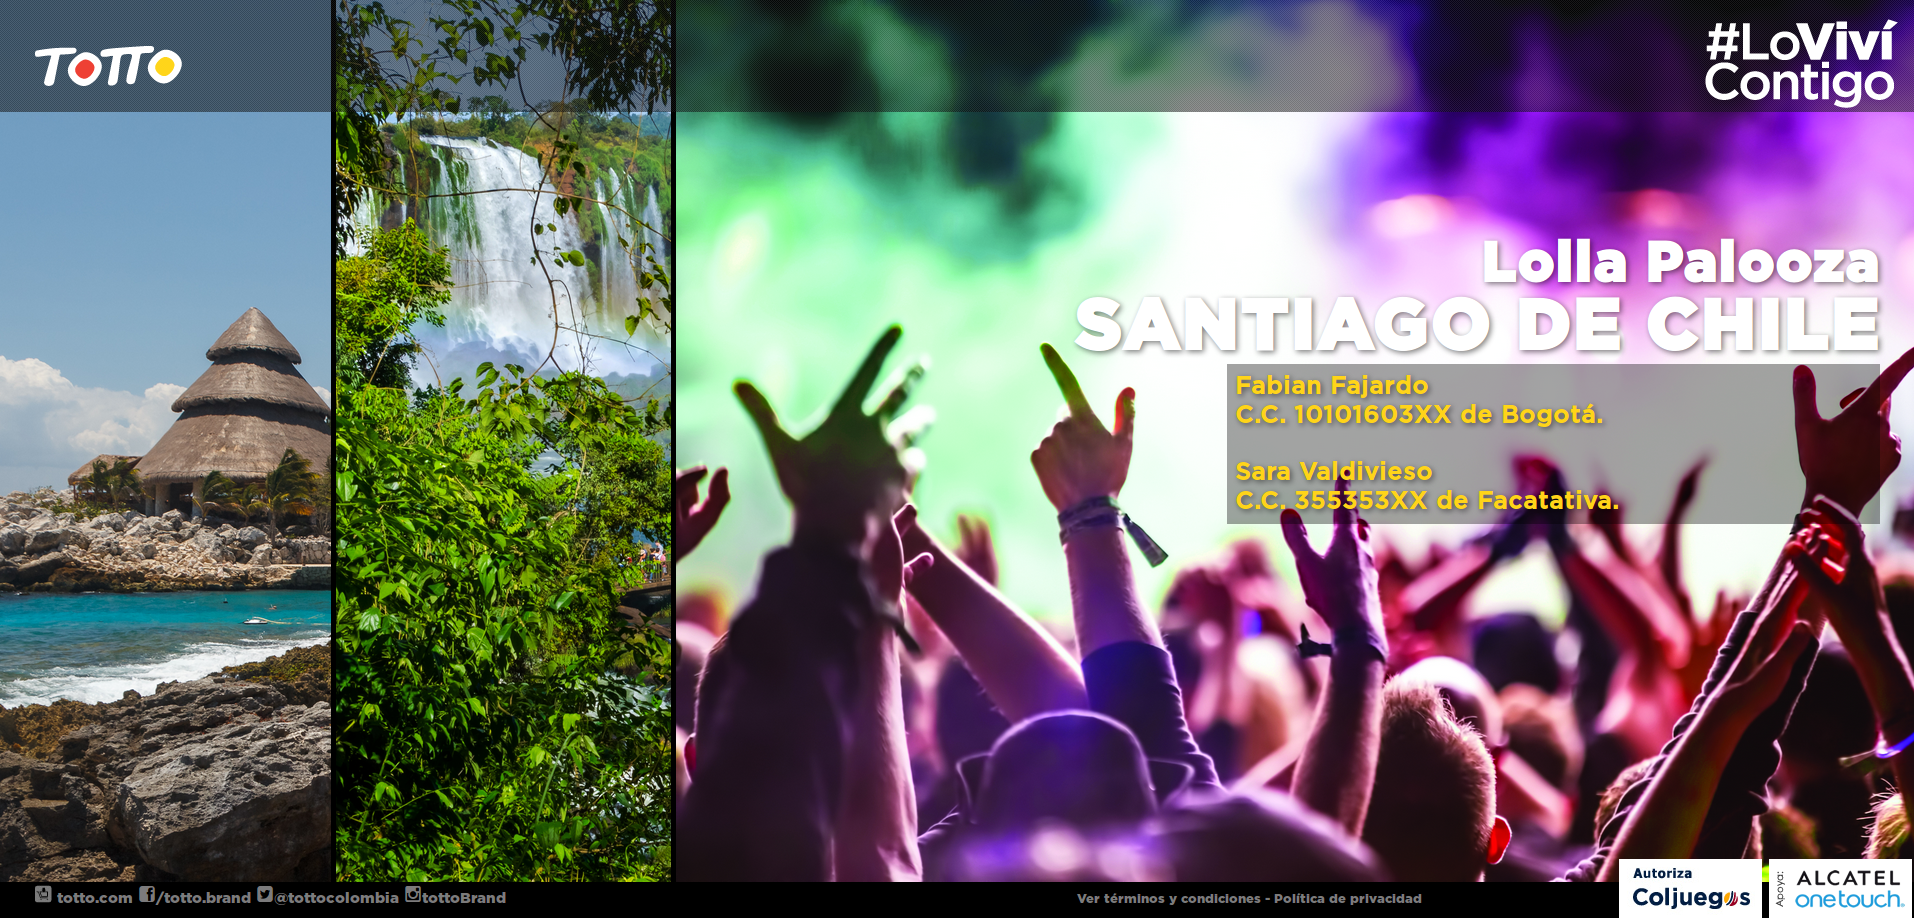 TOTTO
#LoViví
Contigo
Lolla Palooza
SANTIAGO DE CHILE
Fabian Fajardo
C.C. 10101603XX de Bogotá.
Sara Valdivieso
C.C. 355353XX de Facatativa.
totto.com /totto.brand @tottocolombia tottoBrand
Ver términos y condiciones - Política de privacidad
Autoriza
Coljuegos
Apoya:
ALCATEL
onetouch.